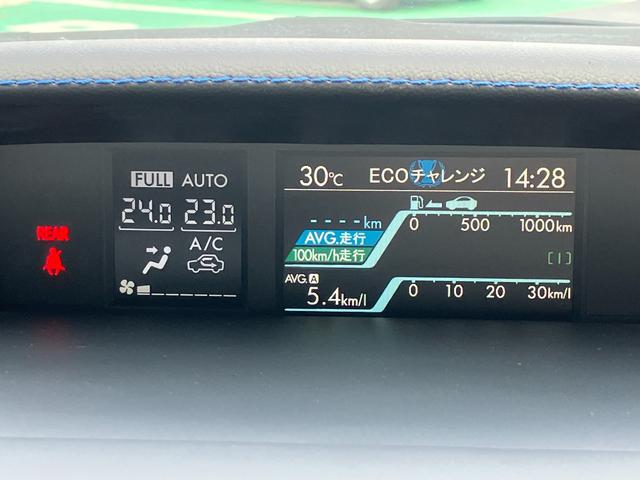 REAR
FULL AUTO
24.0 23.0
A/C
30℃ ECOチャレンジ 14:28
----km
0 500 1000km
AVG.走行
100km/h走行
[1]
AVG.A
5.4km/l
0 10 20 30km/l